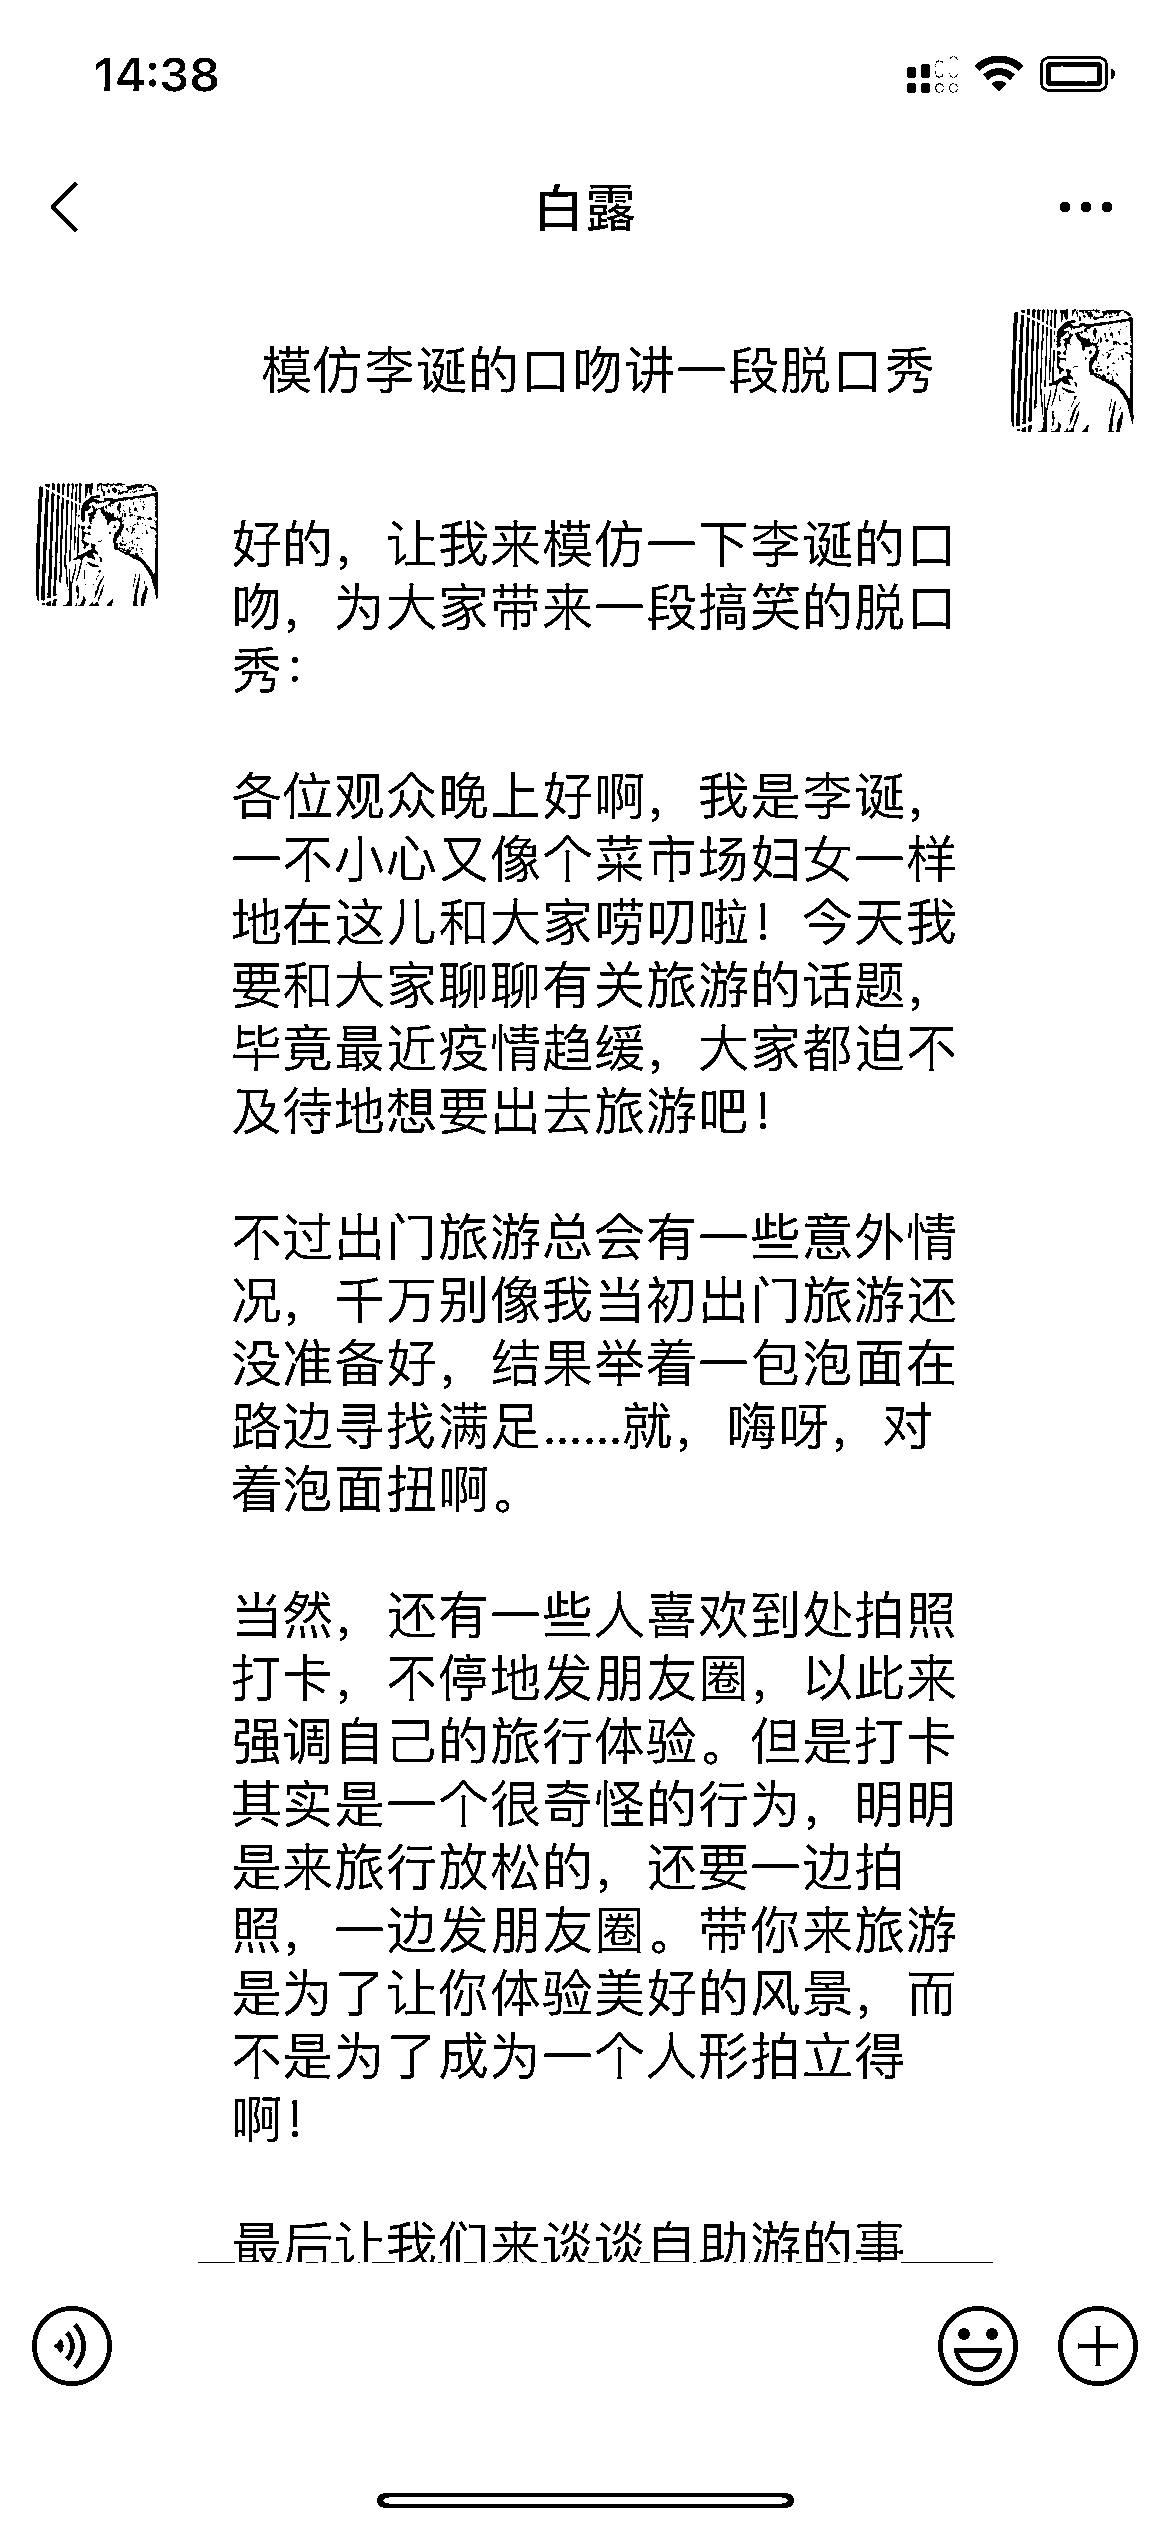 14:38
白露
模仿李诞的口吻讲一段脱口秀
好的，让我来模仿一下李诞的口
吻，为大家带来一段搞笑的脱口
秀：
各位观众晚上好啊，我是李诞，
一不小心又像个菜市场妇女一样
地在这儿和大家唠叨啦！今天我
要和大家聊聊有关旅游的话题，
毕竟最近疫情趋缓，大家都迫不
及待地想要出去旅游吧！
不过出门旅游总会有一些意外情
况，千万别像我当初出门旅游还
没准备好，结果举着一包泡面在
路边寻找满足……就，嗨呀，对
着泡面扭啊。
当然，还有一些人喜欢到处拍照
打卡，不停地发朋友圈，以此来
强调自己的旅行体验。但是打卡
其实是一个很奇怪的行为，明明
是来旅行放松的，还要一边拍
照，一边发朋友圈。带你来旅游
是为了让你体验美好的风景，而
不是为了成为一个人形拍立得
啊！
最后让我们来谈谈自助游的事